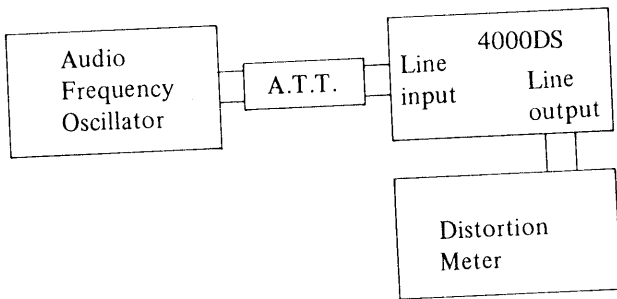 Audio
Frequency
Oscillator
A.T.T.
Line
input
4000DS
Line
output
Distortion
Meter